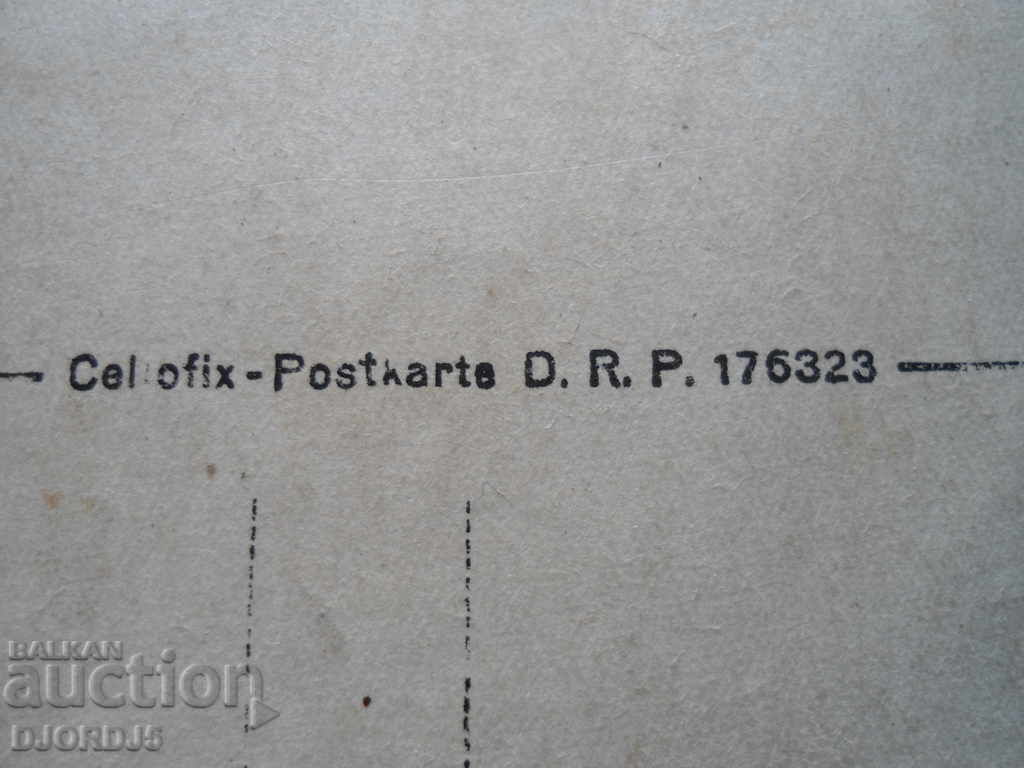 Cellofix-Postkarte D. R. P. 176323
BALKAN
auction
DJORDJ5